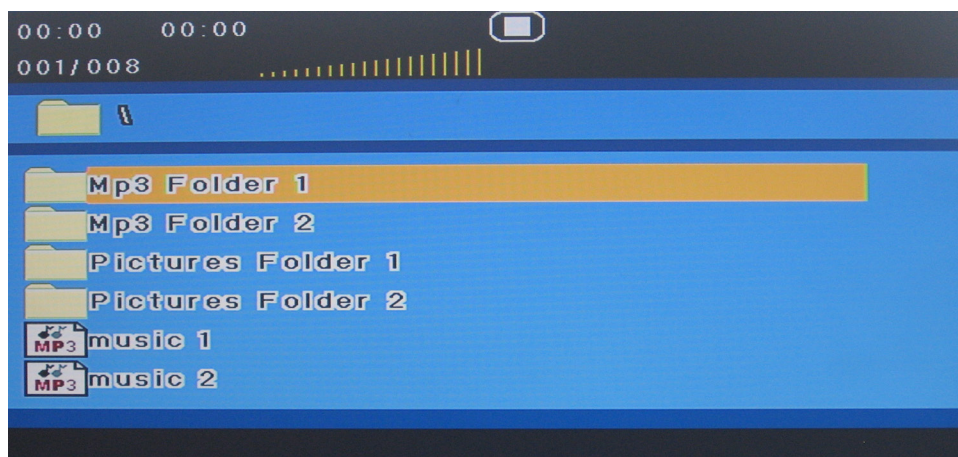 00:00 00:00
001/008
\
Mp3 Folder 1
Mp3 Folder 2
Pictures Folder 1
Pictures Folder 2
MP3 music 1
MP3 music 2